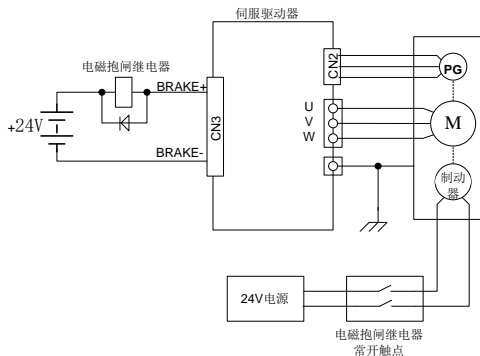 伺服驱动器
电磁抱闸继电器
BRAKE+
CN2
PG
+24V
CN3
U
V
W
M
BRAKE-
制动
器
24V电源
电磁抱闸继电器
常开触点